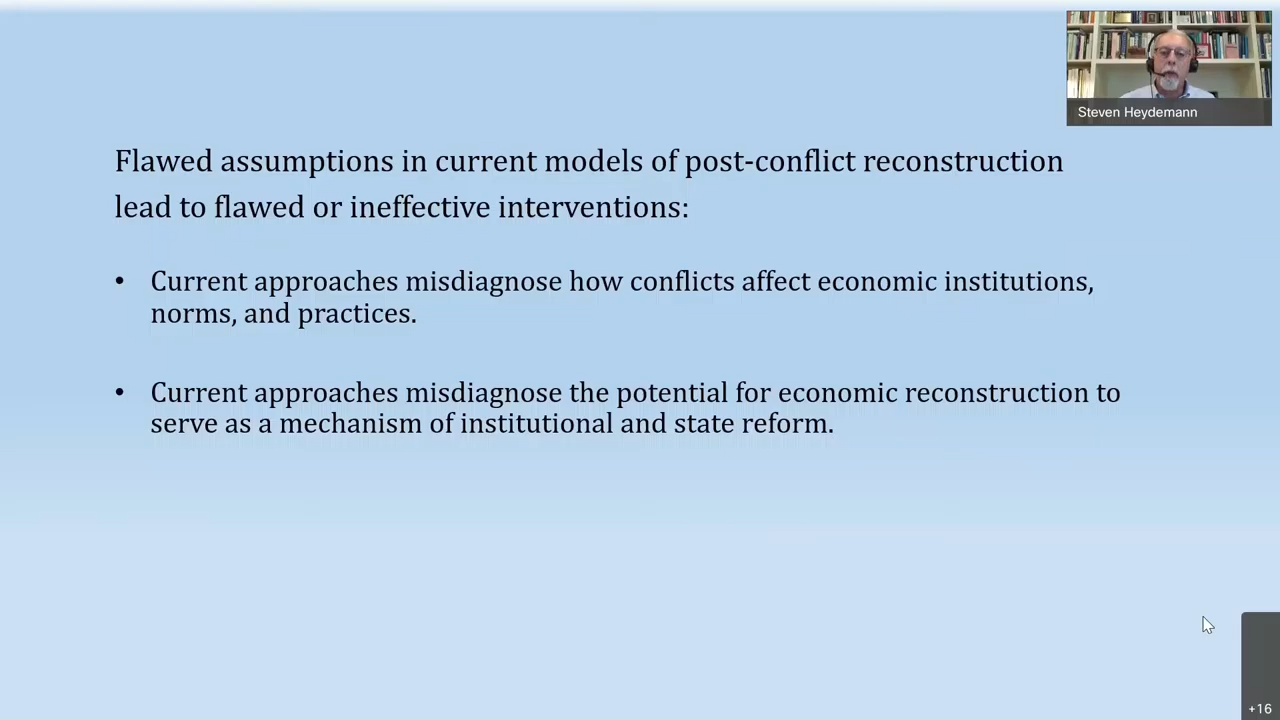 Steven Heydemann
Flawed assumptions in current models of post-conflict reconstruction
lead to flawed or ineffective interventions:
• Current approaches misdiagnose how conflicts affect economic institutions,
norms, and practices.
• Current approaches misdiagnose the potential for economic reconstruction to
serve as a mechanism of institutional and state reform.
+16